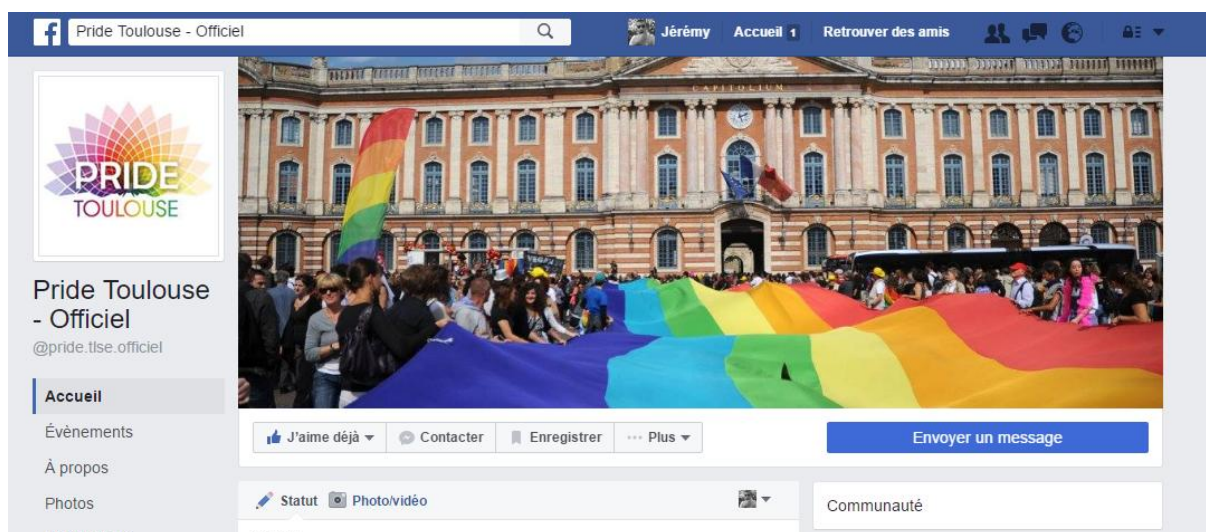 Pride Toulouse - Officiel
Jérémy Accueil 1 Retrouver des amis
CAPITOLIUM
PRIDE
TOULOUSE
Pride Toulouse
- Officiel
@pride.tlse.officiel
Accueil
Évènements
À propos
Photos
J'aime déjà Contacter Enregistrer ... Plus
Envoyer un message
Statut Photo/vidéo
Communauté